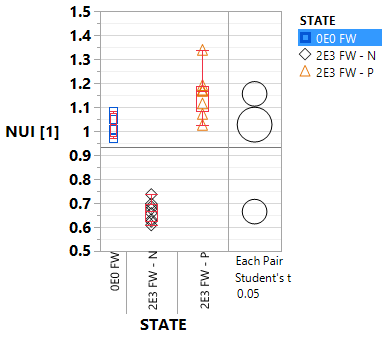 1.5
1.4
1.3
1.2
1.1
1
0.9
0.8
0.7
0.6
0.5
NUI [1]
0E0 FW
2E3 FW - N
2E3 FW - P
Each Pair
Student's t
0.05
STATE
STATE
0E0 FW
2E3 FW - N
2E3 FW - P